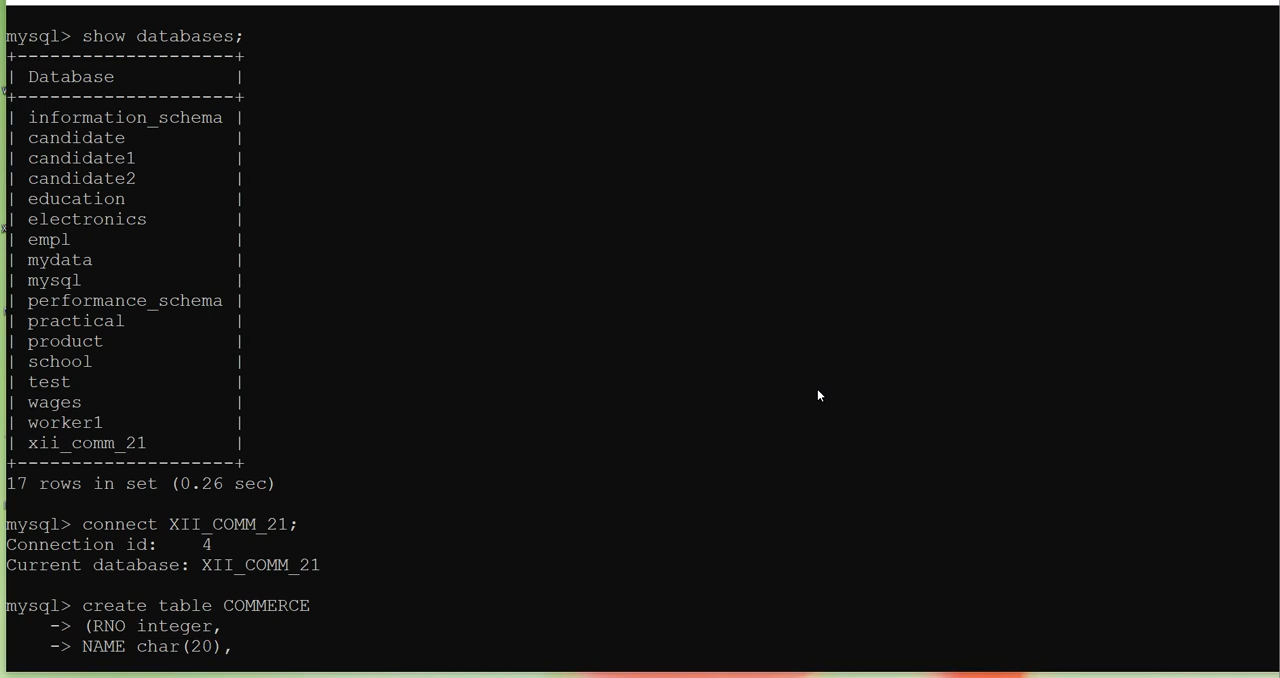 mysql> show databases;
+--------------------+
| Database           |
+--------------------+
| information_schema |
| candidate          |
| candidate1         |
| candidate2         |
| education          |
| electronics        |
| empl               |
| mydata             |
| mysql              |
| performance_schema |
| practical          |
| product            |
| school             |
| test               |
| wages              |
| worker1            |
| xii_comm_21        |
+--------------------+
17 rows in set (0.26 sec)
mysql> connect XII_COMM_21;
Connection id:    4
Current database: XII_COMM_21
mysql> create table COMMERCE
    -> (RNO integer,
    -> NAME char(20),